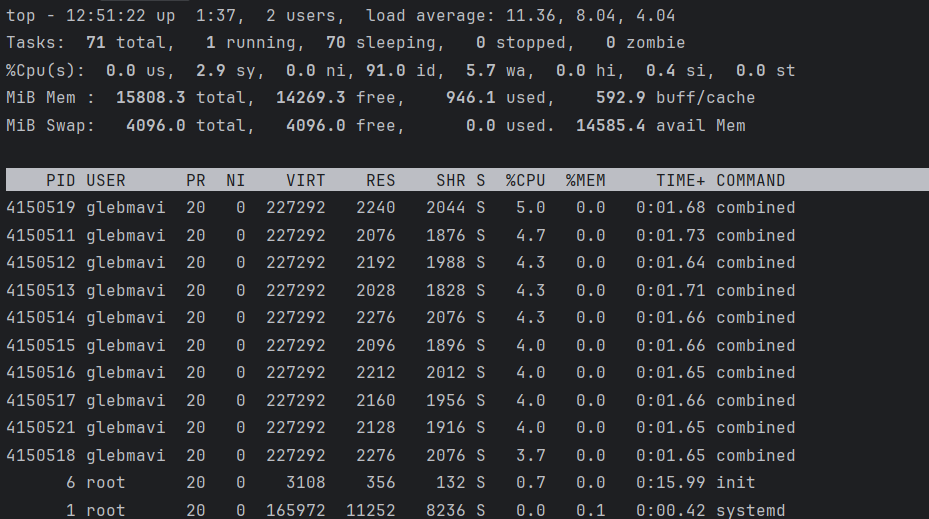 top - 12:51:22 up  1:37,  2 users,  load average: 11.36, 8.04, 4.04
Tasks:  71 total,   1 running,  70 sleeping,   0 stopped,   0 zombie
%Cpu(s):  0.0 us,  2.9 sy,  0.0 ni, 91.0 id,  5.7 wa,  0.0 hi,  0.4 si,  0.0 st
MiB Mem :  15808.3 total,  14269.3 free,    946.1 used,    592.9 buff/cache
MiB Swap:   4096.0 total,   4096.0 free,      0.0 used.  14585.4 avail Mem
    PID USER      PR  NI    VIRT    RES    SHR S  %CPU  %MEM     TIME+ COMMAND
4150519 glebmavi  20   0  227292   2240   2044 S   5.0   0.0   0:01.68 combined
4150511 glebmavi  20   0  227292   2076   1876 S   4.7   0.0   0:01.73 combined
4150512 glebmavi  20   0  227292   2192   1988 S   4.3   0.0   0:01.64 combined
4150513 glebmavi  20   0  227292   2028   1828 S   4.3   0.0   0:01.71 combined
4150514 glebmavi  20   0  227292   2276   2076 S   4.3   0.0   0:01.66 combined
4150515 glebmavi  20   0  227292   2096   1896 S   4.0   0.0   0:01.66 combined
4150516 glebmavi  20   0  227292   2212   2012 S   4.0   0.0   0:01.65 combined
4150517 glebmavi  20   0  227292   2160   1956 S   4.0   0.0   0:01.66 combined
4150521 glebmavi  20   0  227292   2128   1916 S   4.0   0.0   0:01.65 combined
4150518 glebmavi  20   0  227292   2276   2076 S   3.7   0.0   0:01.65 combined
      6 root      20   0    3108    356    132 S   0.7   0.0   0:15.99 init
      1 root      20   0  165972  11252   8236 S   0.0   0.1   0:00.42 systemd